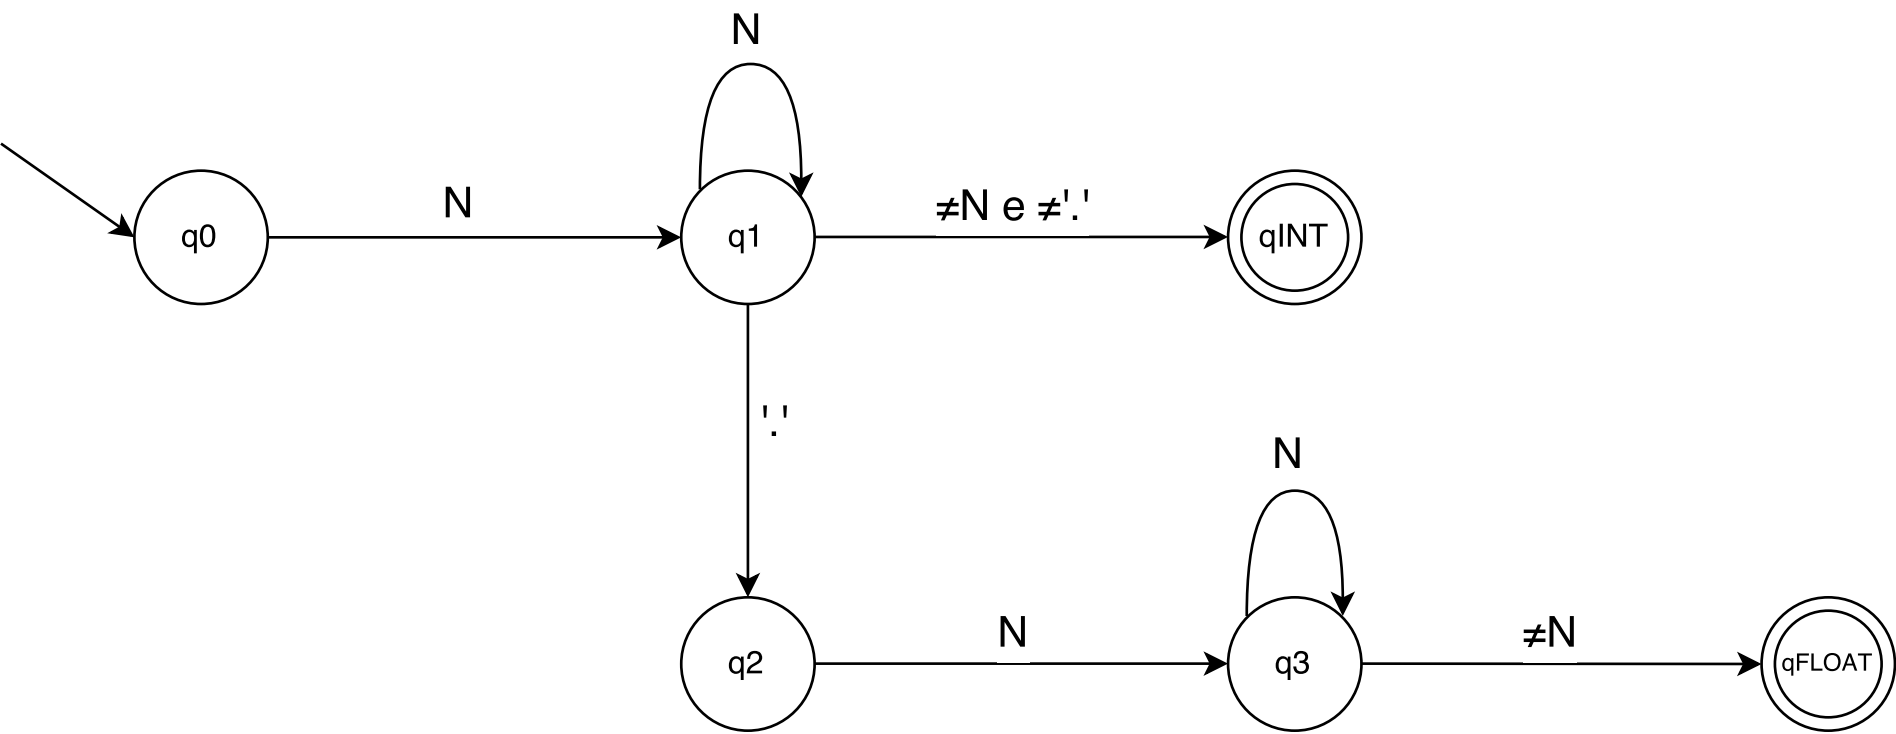 N
N
≠N e ≠'.'
q0
q1
qINT
'.'
N
N
≠N
q2
q3
qFLOAT